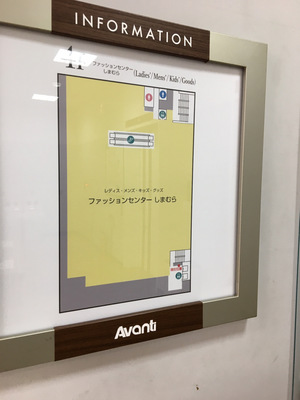 INFORMATION
ファッションセンター
しまむら
(Ladies'/Mens'/Kids'/Goods)
レディス・メンズ・キッズ・グッズ
ファッションセンター しまむら
Avanti